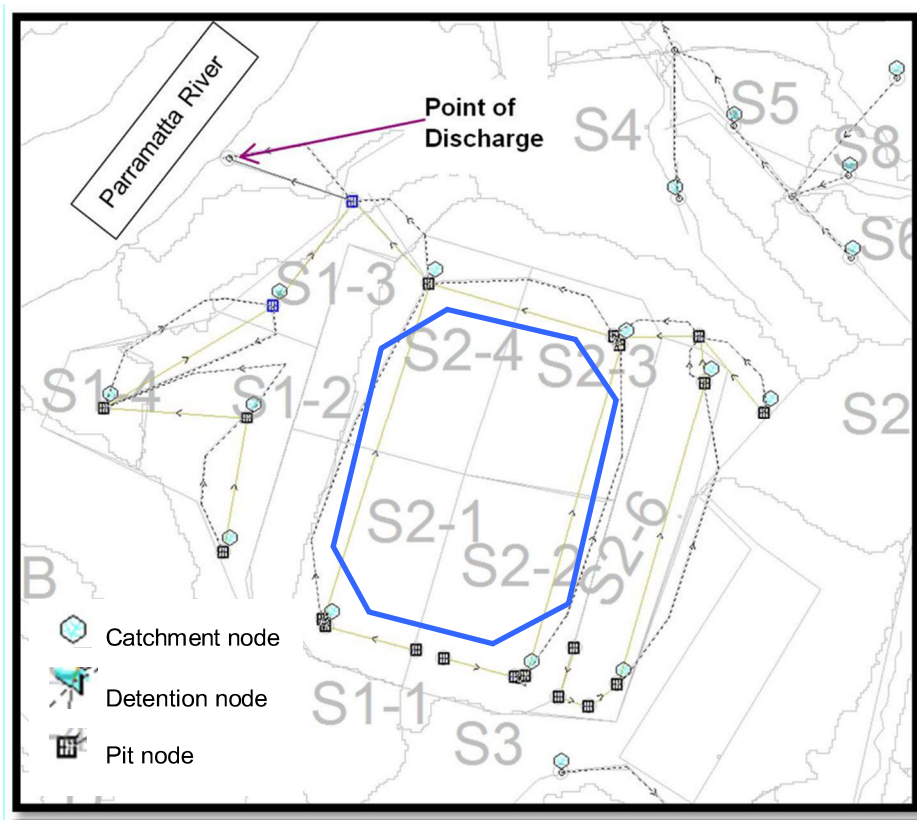 Parramatta River
Point of
Discharge
S4
S5
S8
S6
S1-3
S2-4
S2-3
S1-4
S1-2
S2
S2-1
S2-2
S2-6
B
Catchment node
Detention node
Pit node
S1-1
S3